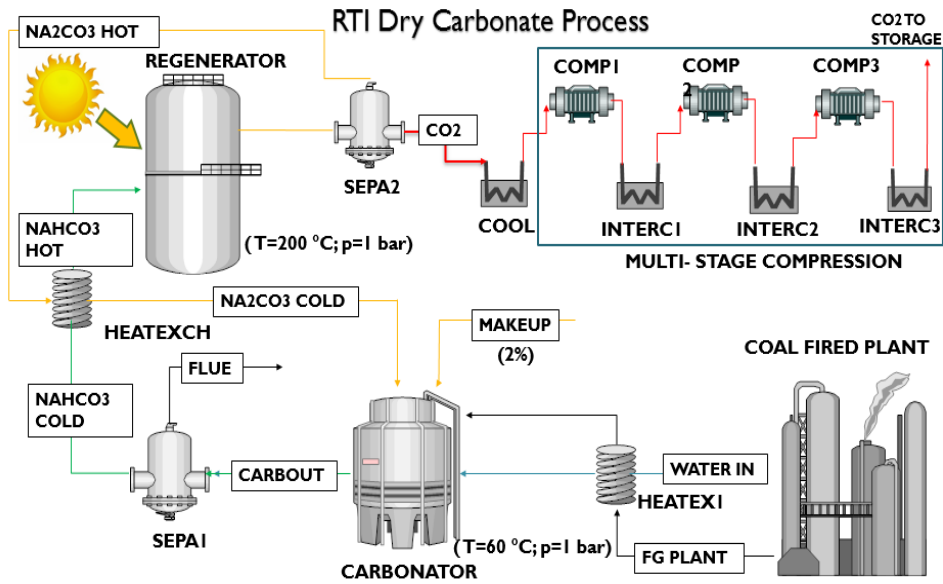 RTI Dry Carbonate Process
NA2CO3 HOT
CO2 TO
STORAGE
REGENERATOR
COMP1
COMP
2
COMP3
CO2
SEPA2
NAHCO3
HOT
COOL
INTERC1
INTERC2
INTERC3
(T=200 °C; p=1 bar)
MULTI- STAGE COMPRESSION
NA2CO3 COLD
HEATEXCH
MAKEUP
(2%)
COAL FIRED PLANT
FLUE
NAHCO3
COLD
CARBOUT
WATER IN
HEATEX1
SEPA1
(T=60 °C; p=1 bar)
FG PLANT
CARBONATOR